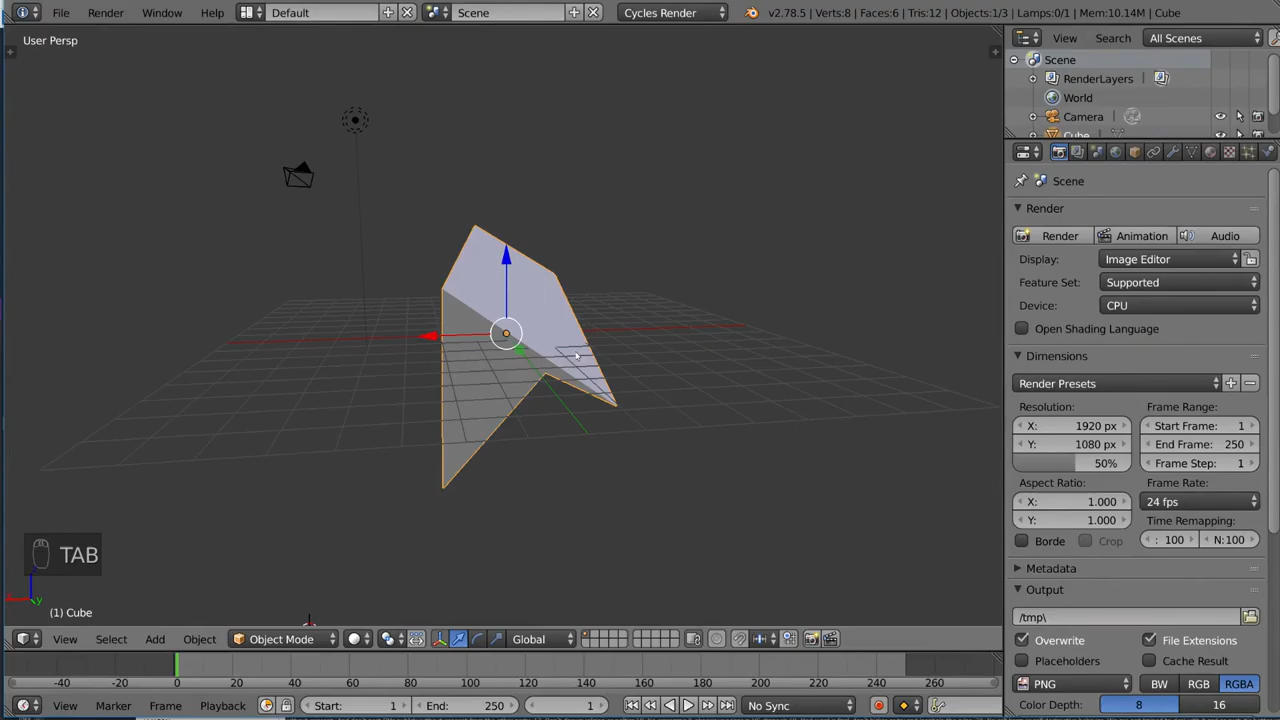 File Render Window Help Default Scene Cycles Render v2.78.5 | Verts:8 | Faces:6 | Tris:12 | Objects:1/3 | Lamps:0/1 | Mem:10.14M | Cube
User Persp
View Search All Scenes
Scene
RenderLayers
World
Camera
Cube
Scene
Render
Render Animation Audio
Display: Image Editor
Feature Set: Supported
Device: CPU
Open Shading Language
Dimensions
Render Presets
Resolution: Frame Range:
X: 1920 px Start Frame: 1
Y: 1080 px End Frame: 250
50% Frame Step: 1
Aspect Ratio: Frame Rate:
X: 1.000 24 fps
Y: 1.000 Time Remapping:
Borde Crop : 100 N:100
Metadata
Output
/tmp\
Overwrite File Extensions
Placeholders Cache Result
PNG BW RGB RGBA
Color Depth: 8 16
TAB
y
(1) Cube
View Select Add Object Object Mode Global
-40 -20 0 20 40 60 80 100 120 140 160 180 200 220 240 260
View Marker Frame Playback Start: 1 End: 250 1 No Sync